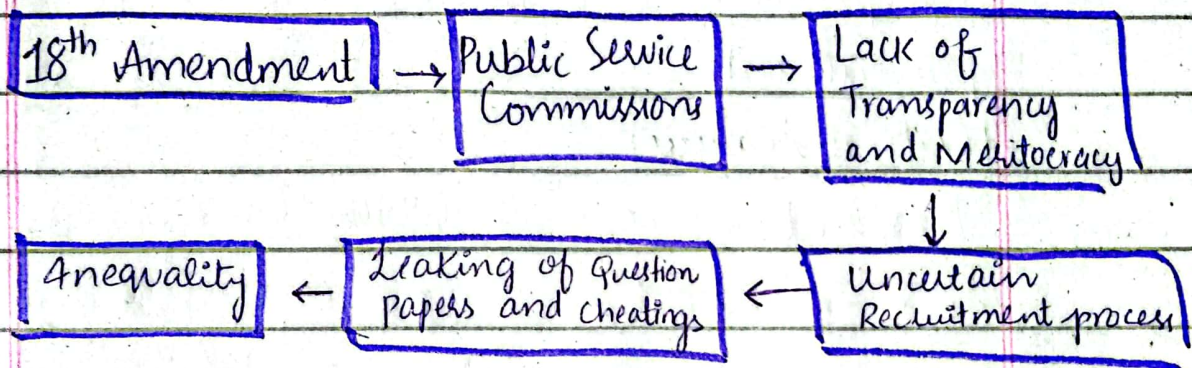 18th Amendment
Public Service
Commissions
Lack of
Transparency
and Meritocracy
Uncertain
Recruitment process
Leaking of Question
Papers and Cheatings
Inequality